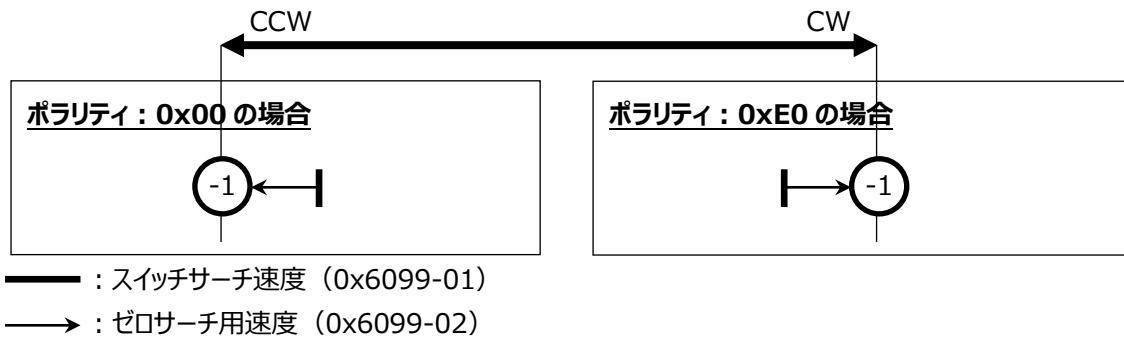 CCW CW
ポラリティ：0x00 の場合
ポラリティ：0xE0 の場合
-1
-1
：スイッチサーチ速度（0x6099-01）
：ゼロサーチ用速度（0x6099-02）